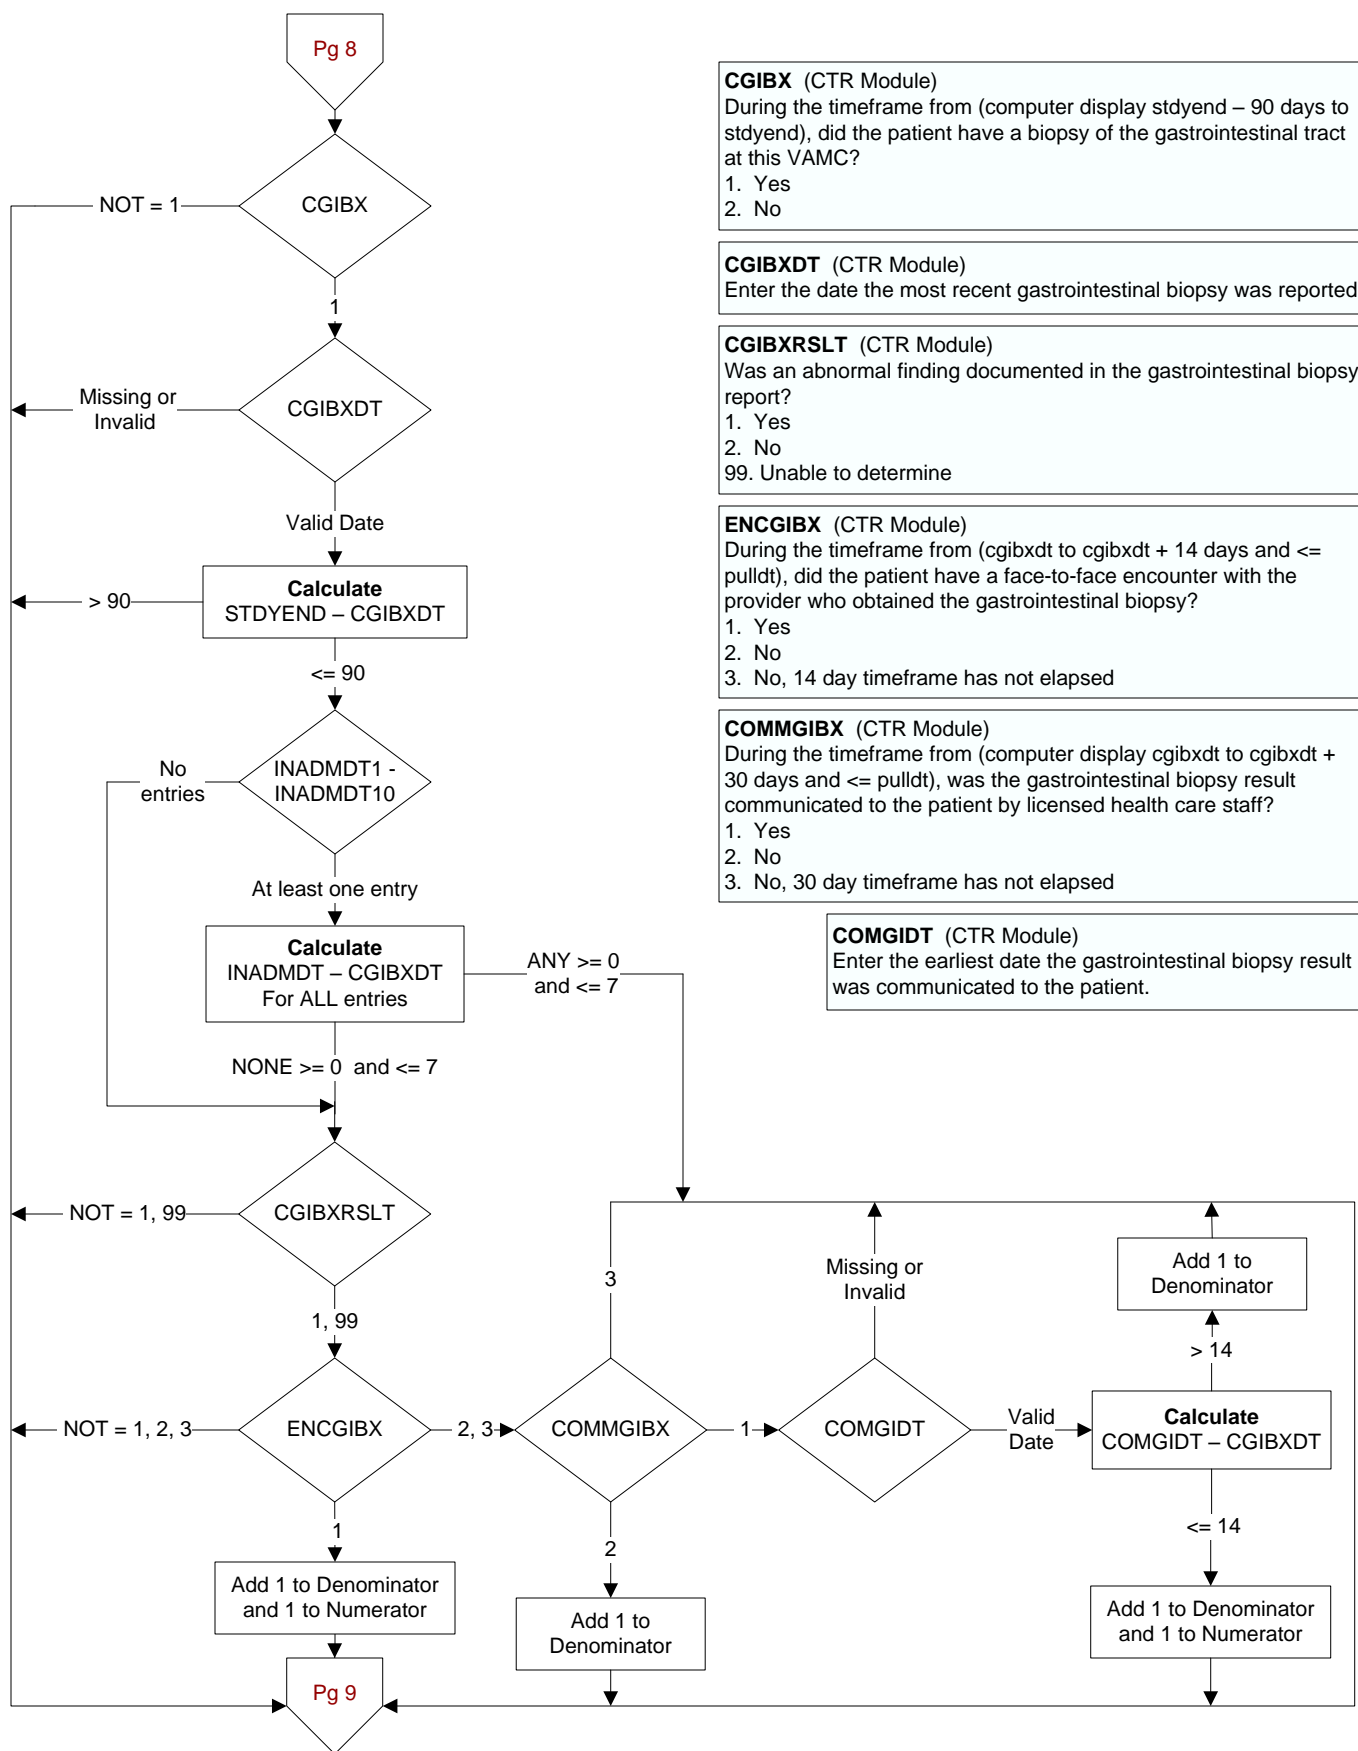 Pg 8
CGIBX
NOT = 1
1
CGIBXDT
Missing or
Invalid
Valid Date
Calculate
STDYEND – CGIBXDT
> 90
<= 90
INADMDT1 -
INADMDT10
No
entries
At least one entry
Calculate
INADMDT – CGIBXDT
For ALL entries
ANY >= 0
and <= 7
NONE >= 0 and <= 7
CGIBXRSLT
NOT = 1, 99
1, 99
ENCGIBX
NOT = 1, 2, 3
2, 3
1
Add 1 to Denominator
and 1 to Numerator
Pg 9
COMMGIBX
3
1
2
Add 1 to
Denominator
COMGIDT
Missing or
Invalid
Valid
Date
Calculate
COMGIDT – CGIBXDT
> 14
Add 1 to
Denominator
<= 14
Add 1 to Denominator
and 1 to Numerator
CGIBX (CTR Module)
During the timeframe from (computer display stdyend – 90 days to
stdyend), did the patient have a biopsy of the gastrointestinal tract
at this VAMC?
1. Yes
2. No
CGIBXDT (CTR Module)
Enter the date the most recent gastrointestinal biopsy was reported
CGIBXRSLT (CTR Module)
Was an abnormal finding documented in the gastrointestinal biopsy
report?
1. Yes
2. No
99. Unable to determine
ENCGIBX (CTR Module)
During the timeframe from (cgibxdt to cgibxdt + 14 days and <=
pulldt), did the patient have a face-to-face encounter with the
provider who obtained the gastrointestinal biopsy?
1. Yes
2. No
3. No, 14 day timeframe has not elapsed
COMMGIBX (CTR Module)
During the timeframe from (computer display cgibxdt to cgibxdt +
30 days and <= pulldt), was the gastrointestinal biopsy result
communicated to the patient by licensed health care staff?
1. Yes
2. No
3. No, 30 day timeframe has not elapsed
COMGIDT (CTR Module)
Enter the earliest date the gastrointestinal biopsy result
was communicated to the patient.